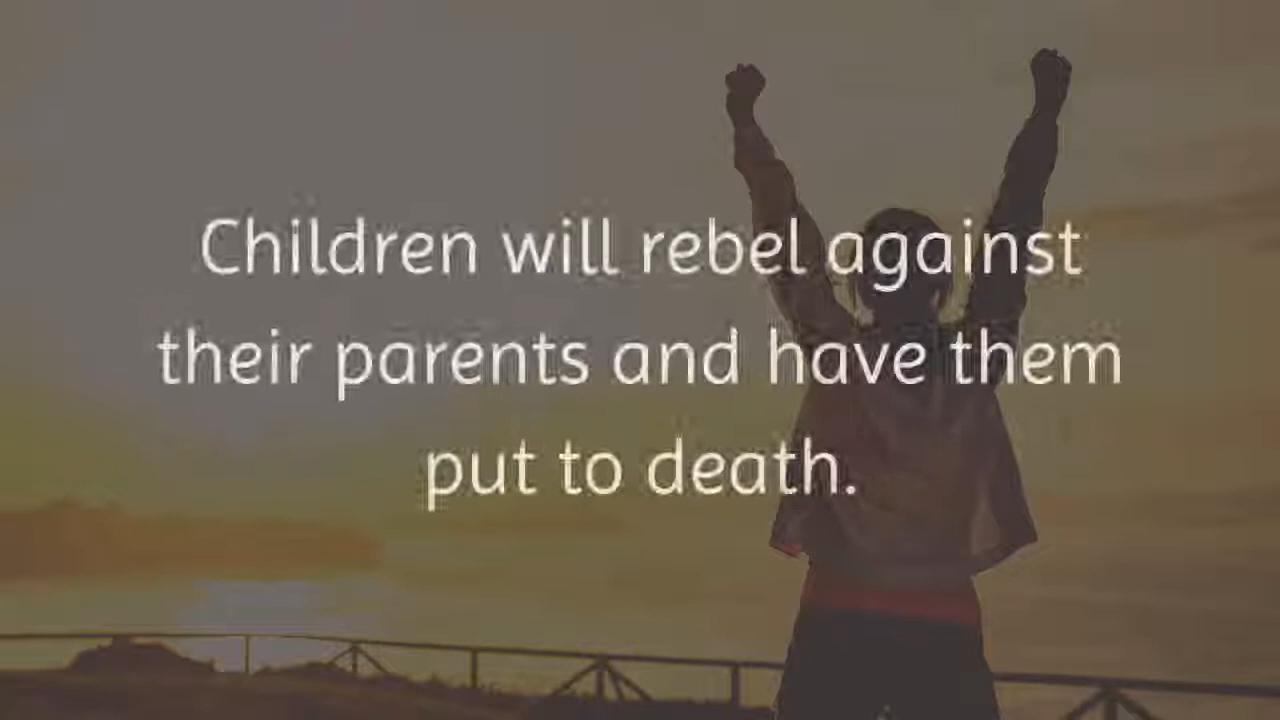 Children will rebel against
their parents and have them
put to death.